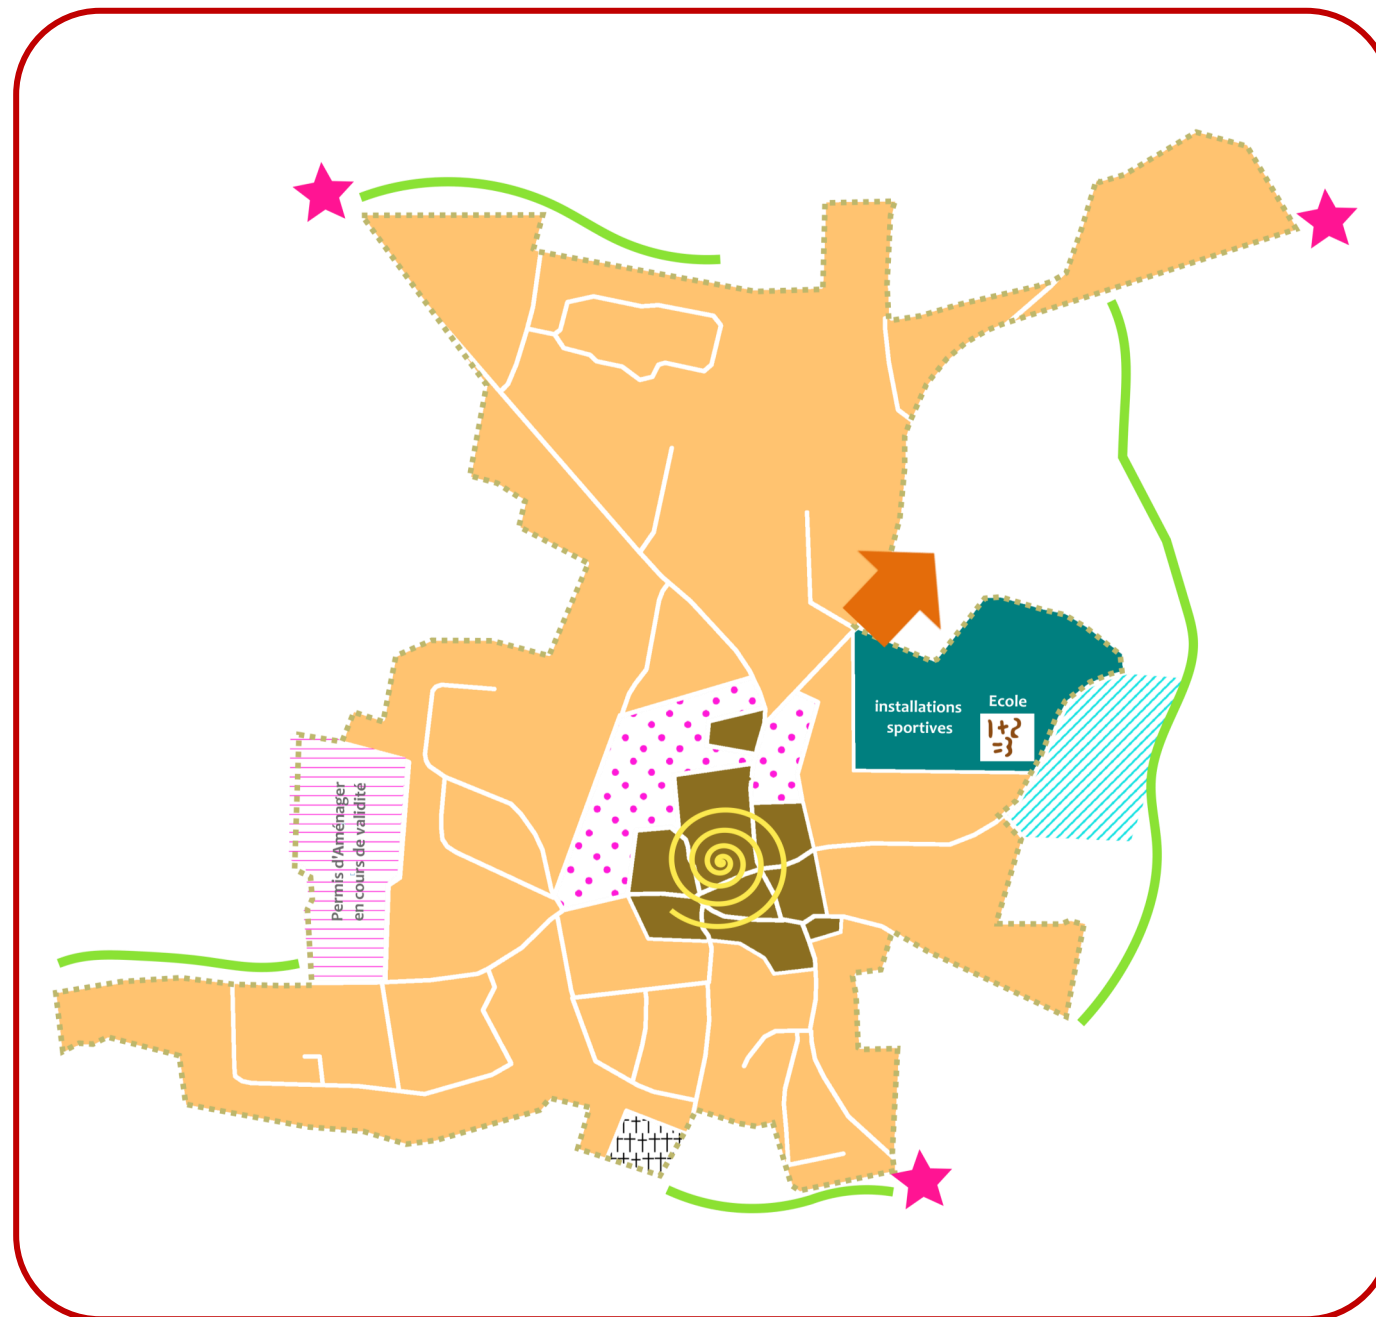 installations
sportives
Ecole
1+2
=3
Permis d'Aménager
en cours de validité